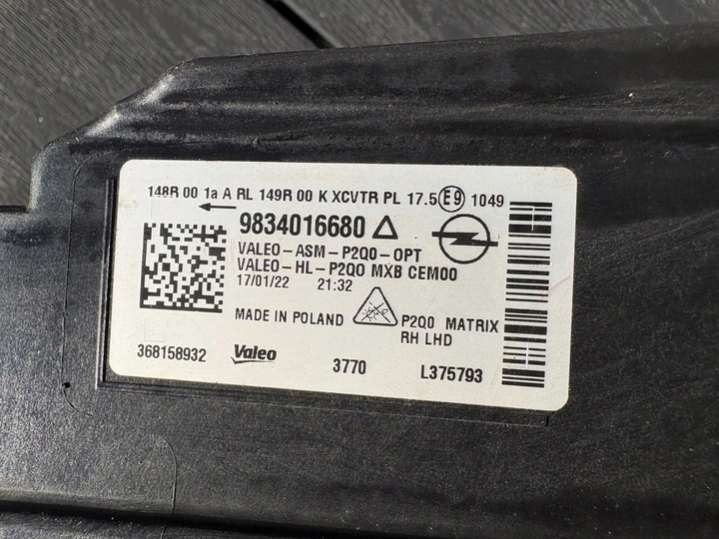 148R 00 1a A RL 149R 00 K XCVTR PL 17.5 E9 1049
9834016680
VALEO-ASM-P2Q0-OPT
VALEO-HL-P2Q0 MXB CEM00
17/01/22 21:32
MADE IN POLAND P2Q0 MATRIX
RH LHD
368158932 Valeo 3770 L375793